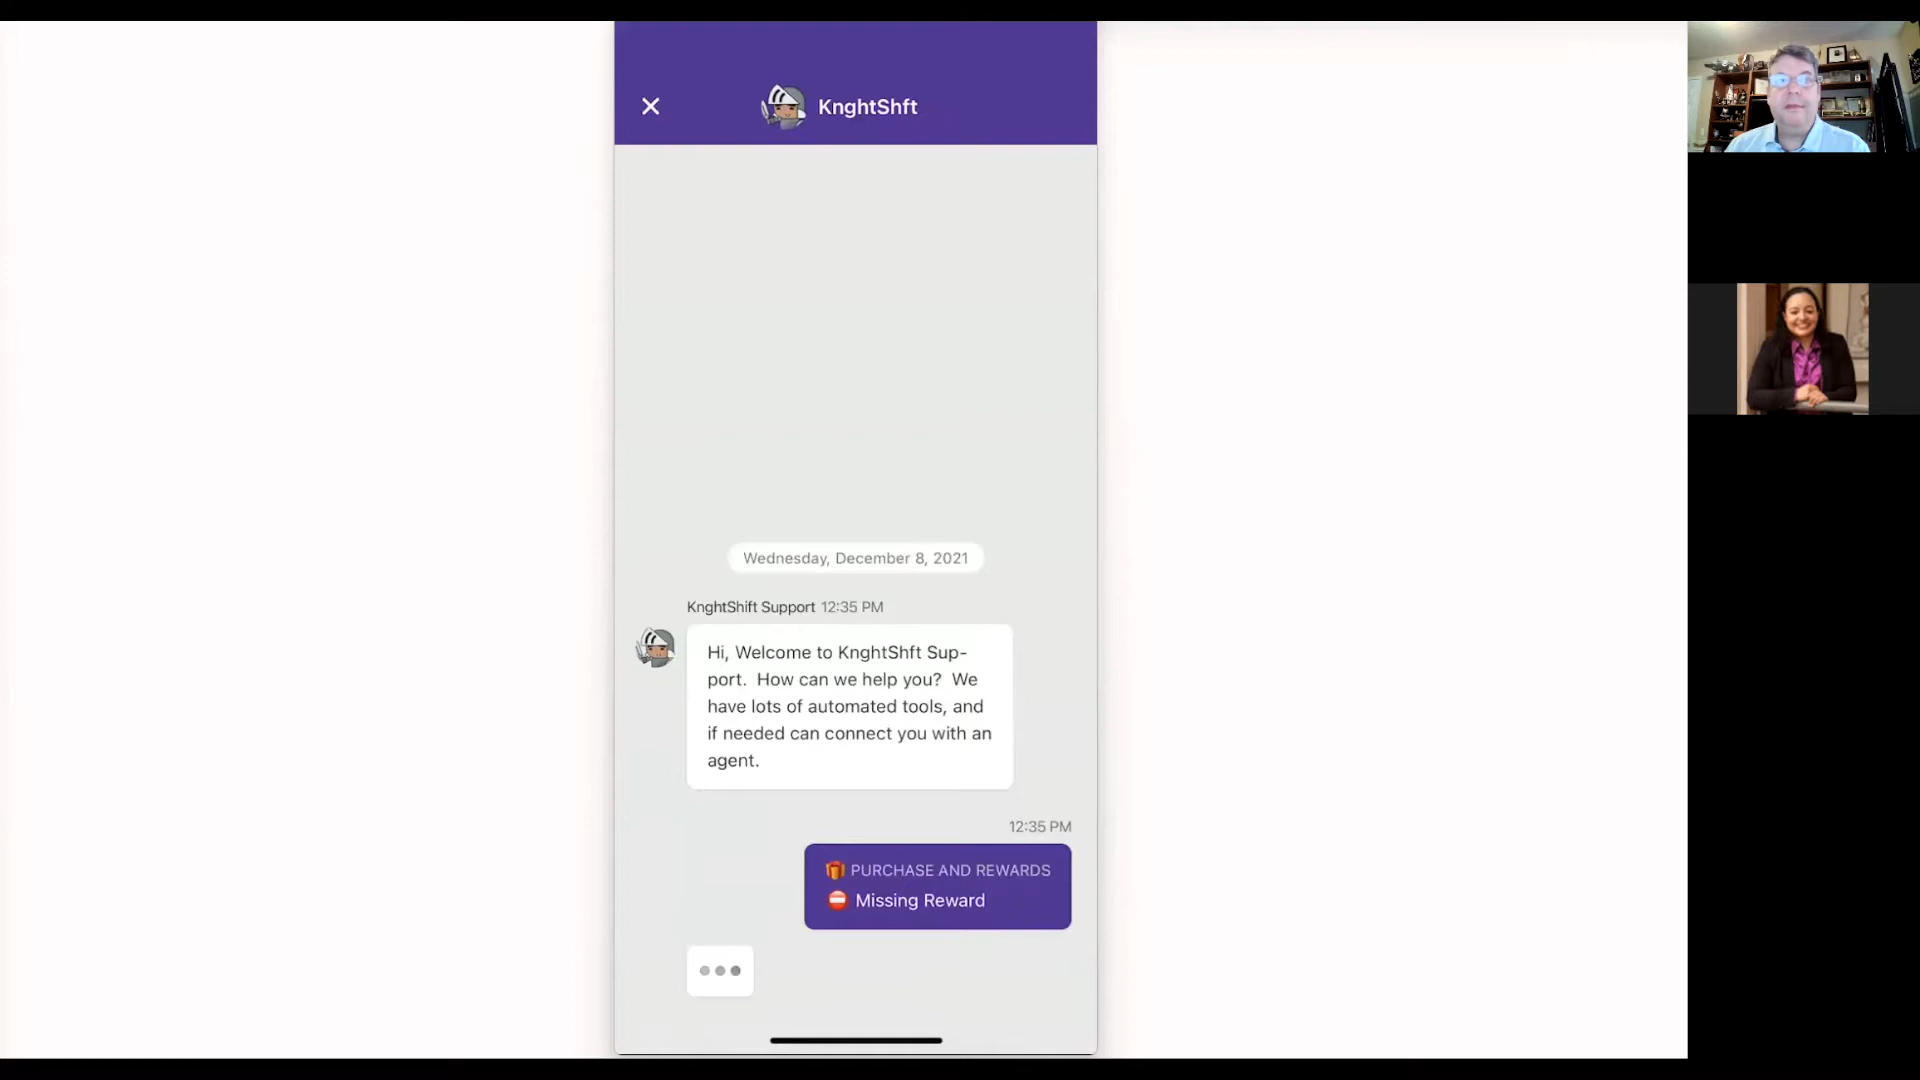 KnghtShft
Wednesday, December 8, 2021
KnghtShift Support 12:35 PM
Hi, Welcome to KnghtShft Sup-
port.  How can we help you?  We
have lots of automated tools, and
if needed can connect you with an
agent.
12:35 PM
🎁 PURCHASE AND REWARDS
⛔ Missing Reward